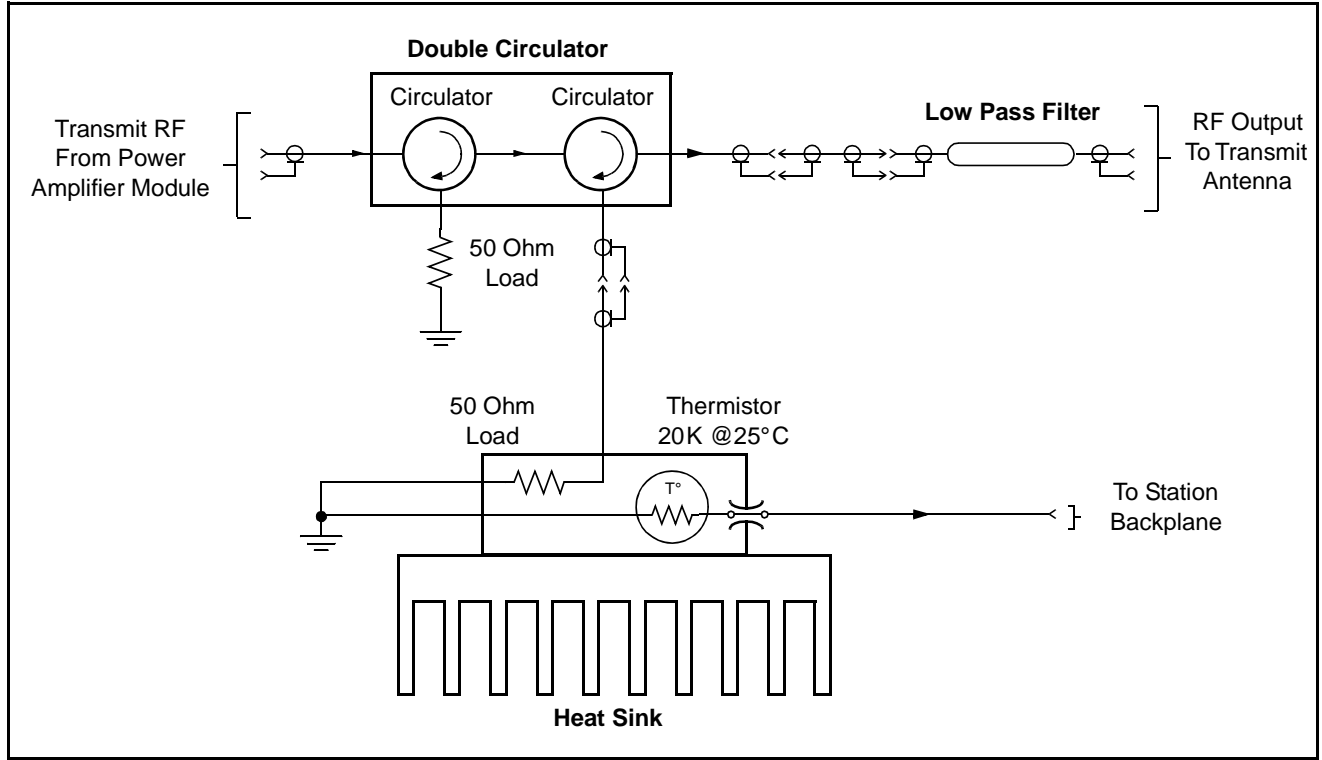 Double Circulator
Circulator
Circulator
Transmit RF
From Power
Amplifier Module
Low Pass Filter
RF Output
To Transmit
Antenna
50 Ohm
Load
50 Ohm
Load
Thermistor
20K @25°C
T°
To Station
Backplane
Heat Sink